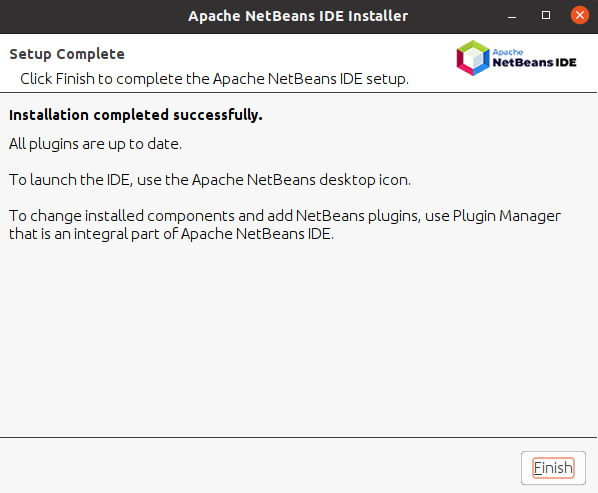 Apache NetBeans IDE Installer
Setup Complete
Click Finish to complete the Apache NetBeans IDE setup.
Apache
NetBeans IDE
Installation completed successfully.
All plugins are up to date.
To launch the IDE, use the Apache NetBeans desktop icon.
To change installed components and add NetBeans plugins, use Plugin Manager
that is an integral part of Apache NetBeans IDE.
Finish